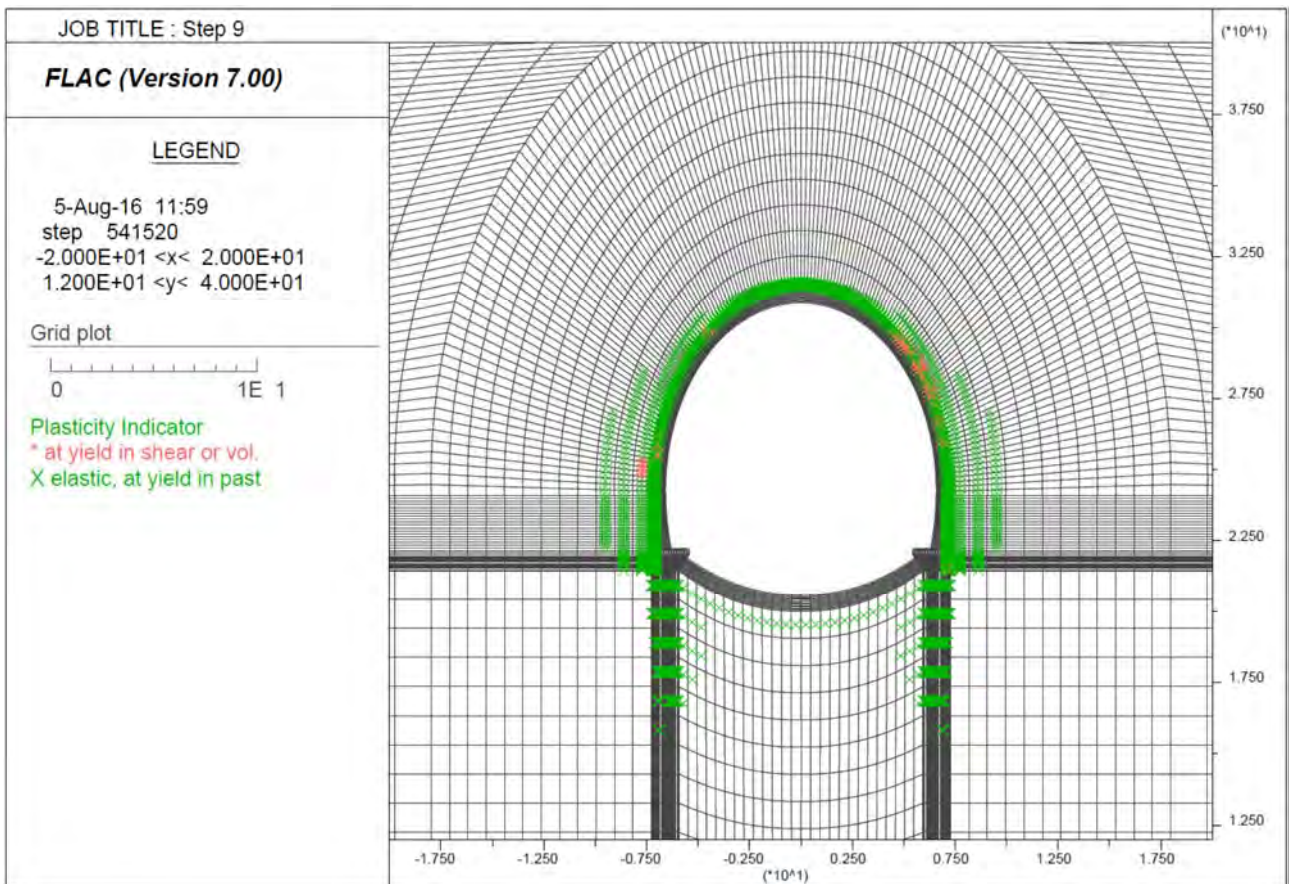 JOB TITLE : Step 9
FLAC (Version 7.00)
LEGEND
5-Aug-16 11:59
step 541520
-2.000E+01 <x< 2.000E+01
1.200E+01 <y< 4.000E+01
Grid plot
0 1E 1
Plasticity Indicator
* at yield in shear or vol.
X elastic, at yield in past
(*10^1)
3.750
3.250
2.750
2.250
1.750
1.250
-1.750 -1.250 -0.750 -0.250 0.250 0.750 1.250 1.750
(*10^1)